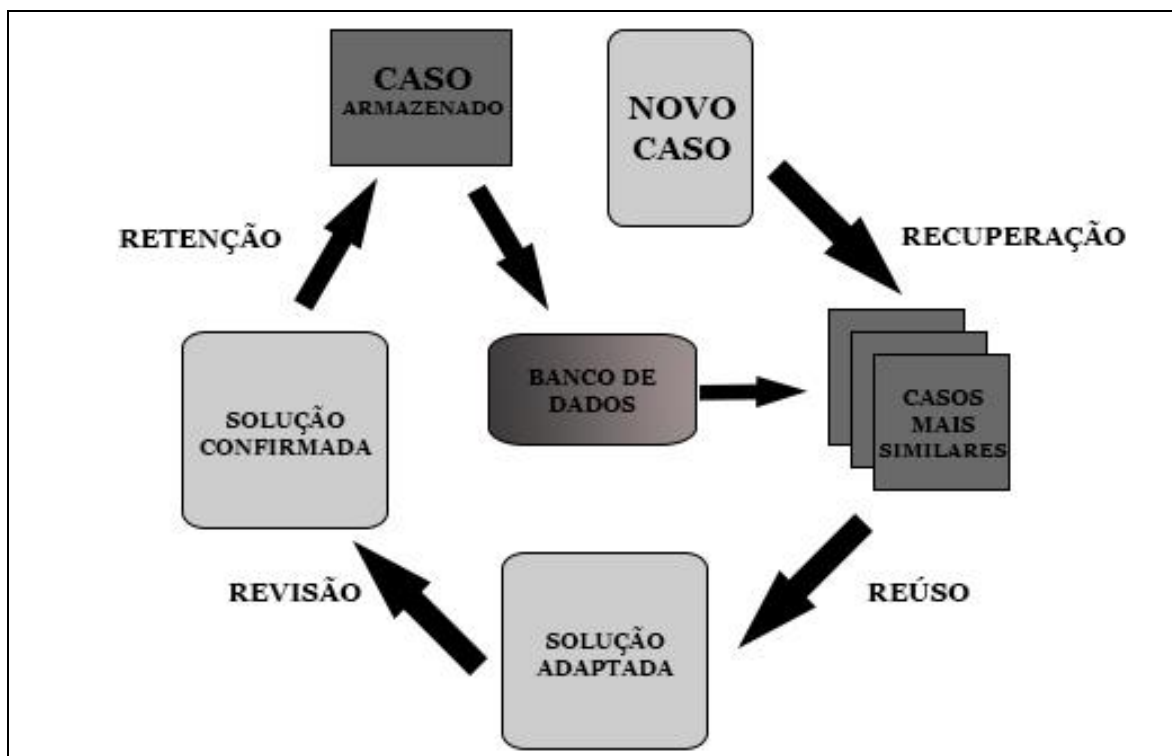 CASO
ARMAZENADO
NOVO
CASO
RETENÇÃO
RECUPERAÇÃO
BANCO DE
DADOS
CASOS
MAIS
SIMILARES
SOLUÇÃO
CONFIRMADA
REVISÃO
REÚSO
SOLUÇÃO
ADAPTADA